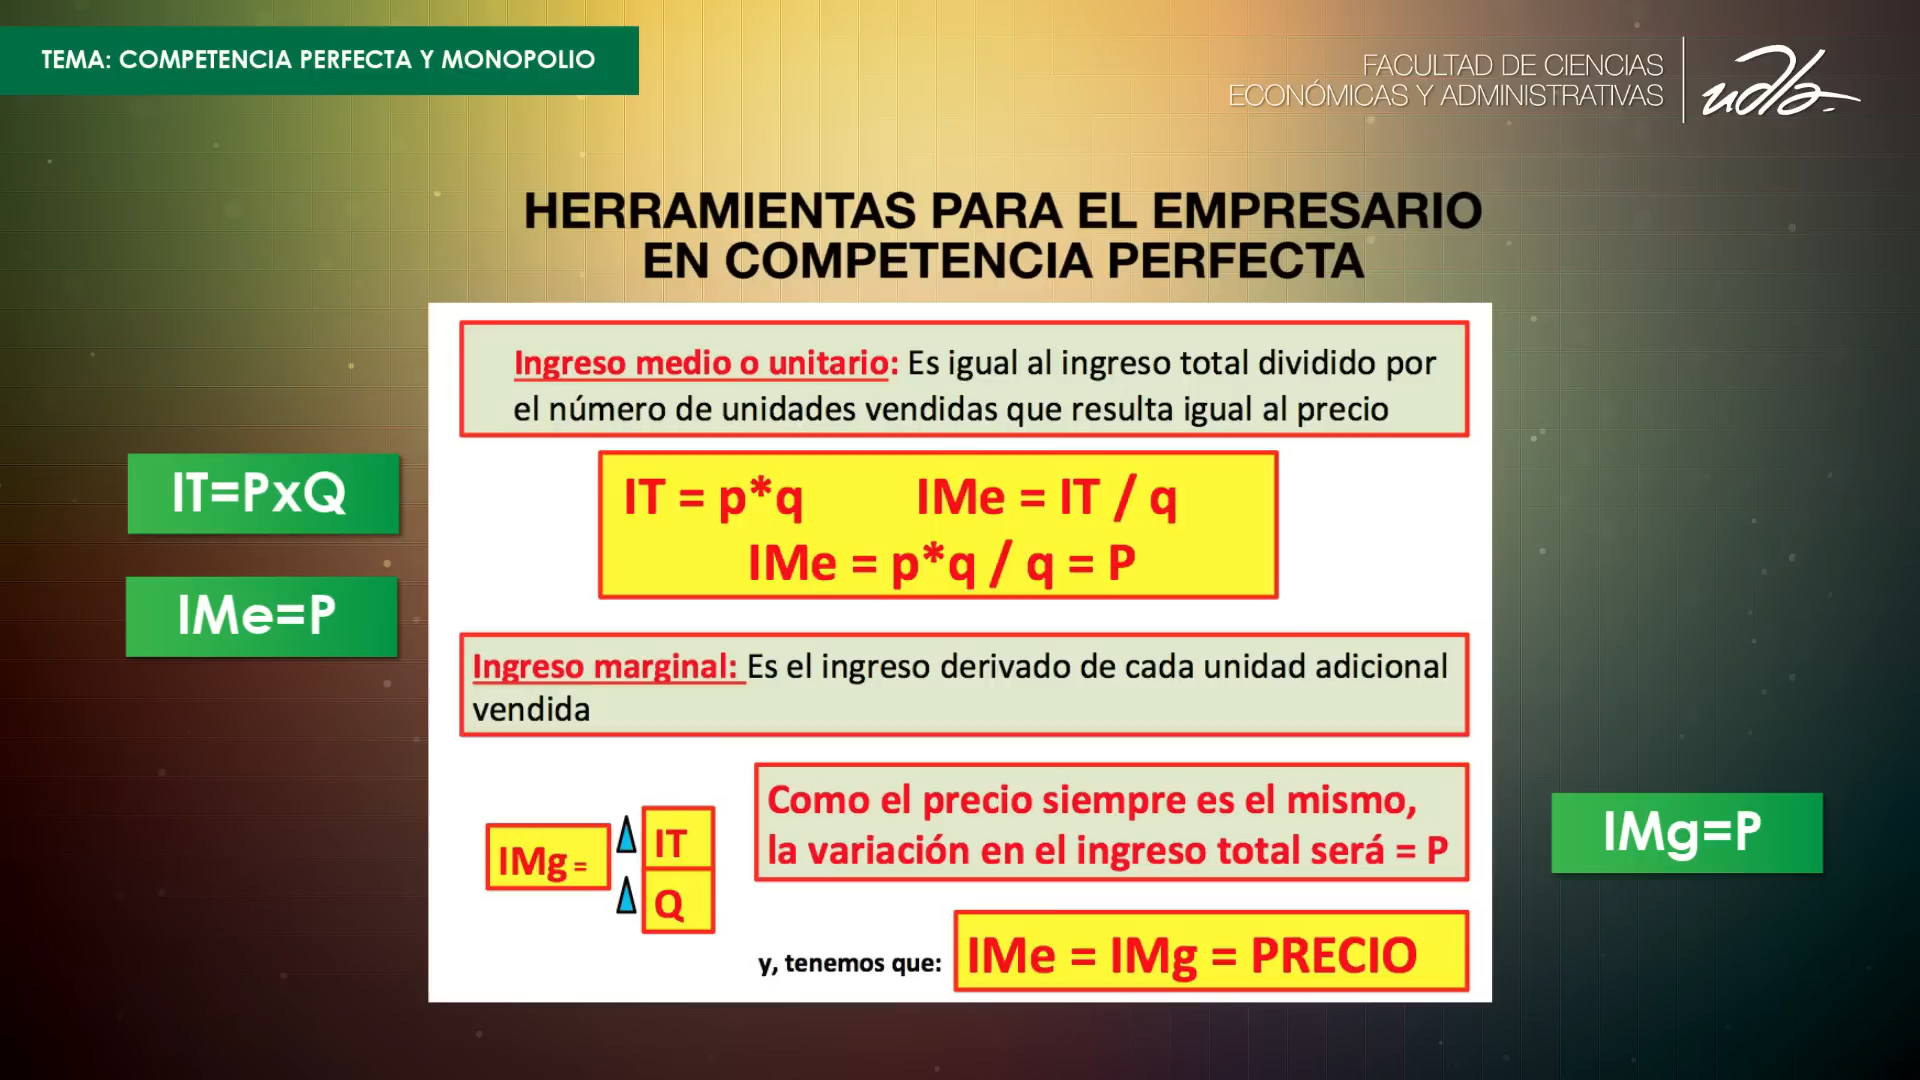 TEMA: COMPETENCIA PERFECTA Y MONOPOLIO
FACULTAD DE CIENCIAS
ECONÓMICAS Y ADMINISTRATIVAS
udla
HERRAMIENTAS PARA EL EMPRESARIO
EN COMPETENCIA PERFECTA
Ingreso medio o unitario: Es igual al ingreso total dividido por
el número de unidades vendidas que resulta igual al precio
IT=PxQ
IT = p*q IMe = IT / q
IMe = p*q / q = P
IMe=P
Ingreso marginal: Es el ingreso derivado de cada unidad adicional
vendida
Como el precio siempre es el mismo,
la variación en el ingreso total será = P
IMg =
IT
Q
IMg=P
y, tenemos que:
IMe = IMg = PRECIO